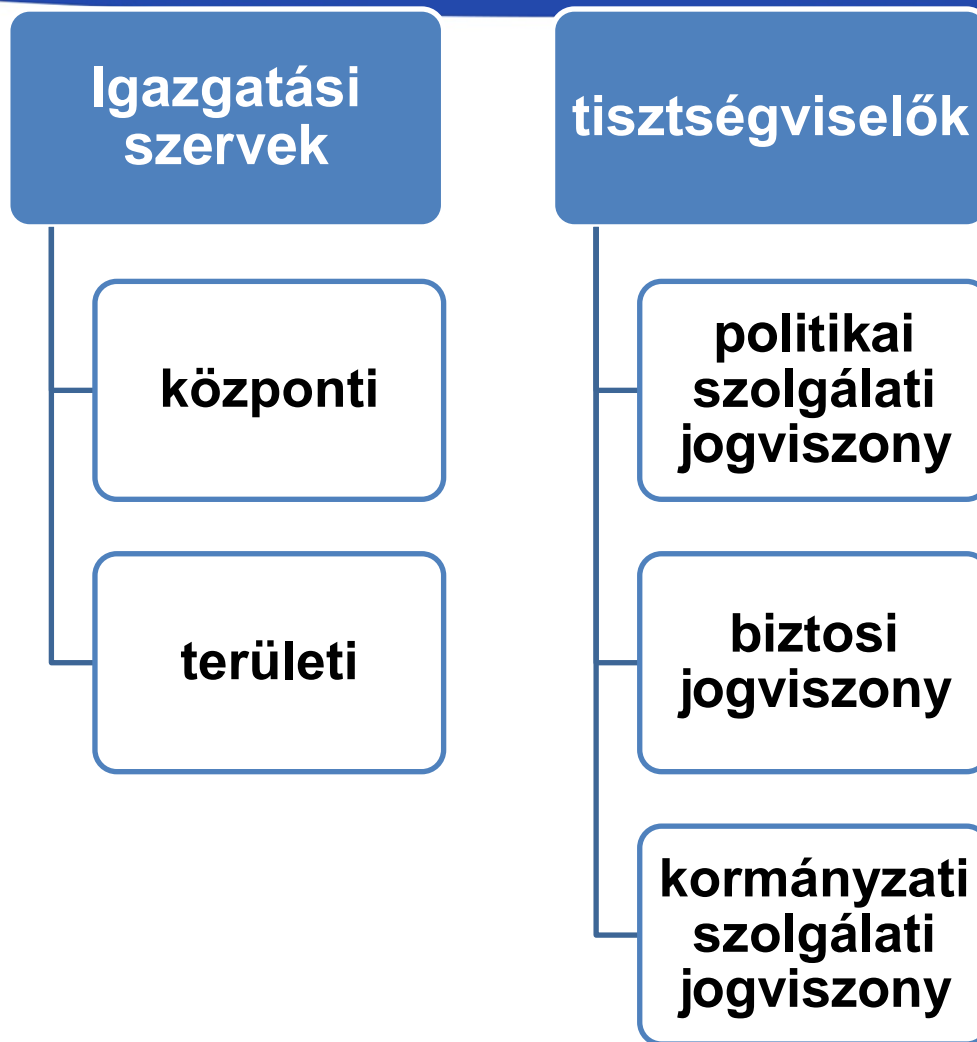 Igazgatási
szervek
központi
területi
tisztségviselők
politikai
szolgálati
jogviszony
biztosi
jogviszony
kormányzati
szolgálati
jogviszony